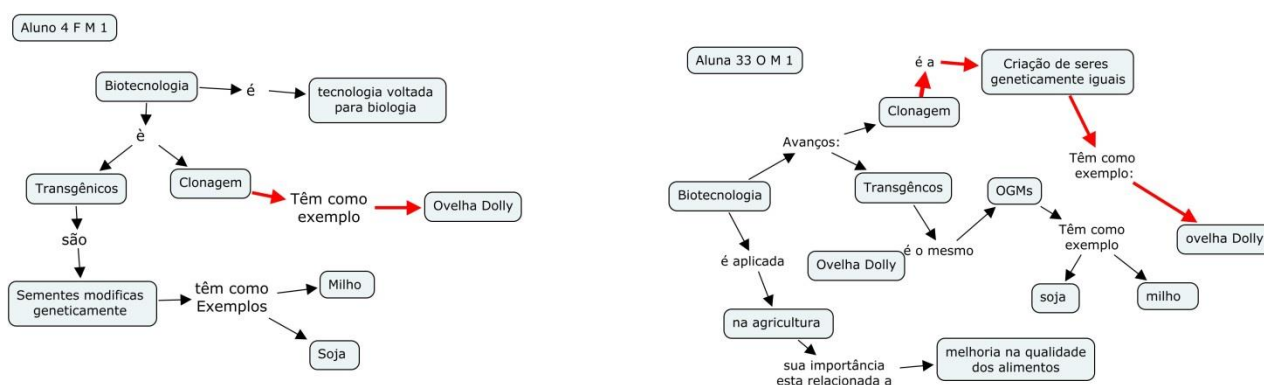 Aluno 4 F M 1
Biotecnologia
é
tecnologia voltada
para biologia
è
Transgênicos
Clonagem
Têm como
exemplo
Ovelha Dolly
são
Sementes modificas
geneticamente
têm como
Exemplos
Milho
Soja
Aluna 33 O M 1
é a
Criação de seres
geneticamente iguais
Clonagem
Avanços:
Têm como
exemplo:
Biotecnologia
Transgêncos
OGMs
ovelha Dolly
Têm como
exemplo
é o mesmo
é aplicada
Ovelha Dolly
soja
milho
na agricultura
sua importância
esta relacionada a
melhoria na qualidade
dos alimentos